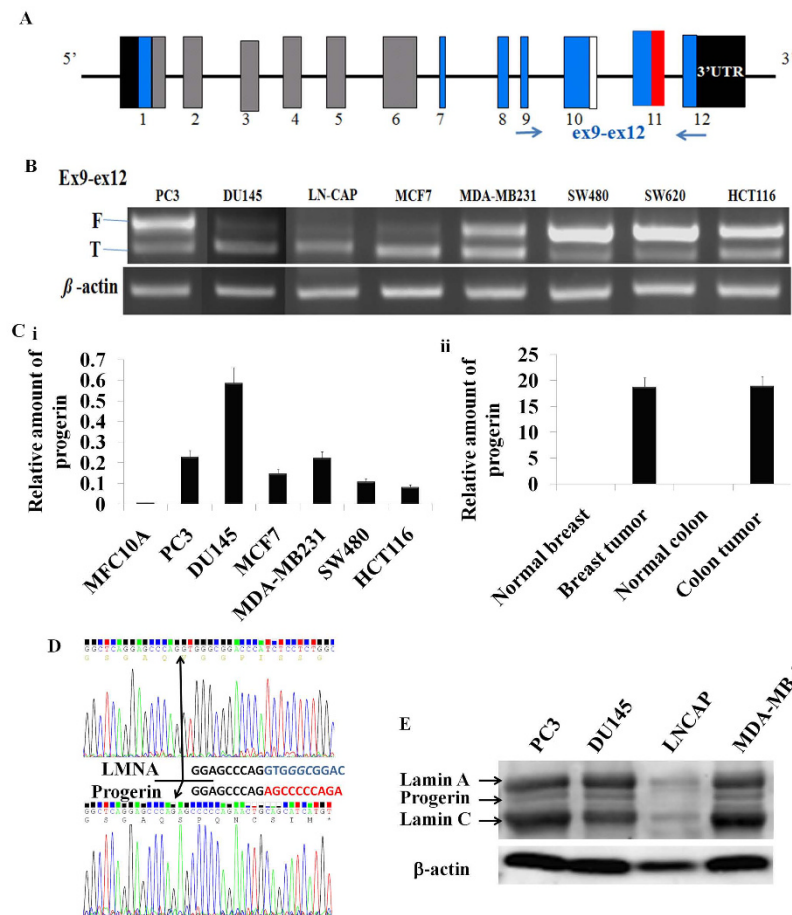 A
5’
3’UTR
3
1 2 3 4 5 6 7 8 9 10 11 12
ex9-ex12
B
Ex9-ex12
PC3 DU145 LN-CAP MCF7 MDA-MB231 SW480 SW620 HCT116
F
T
β-actin
C i
Relative amount of progerin
0.7
0.6
0.5
0.4
0.3
0.2
0.1
0
MFC10A
PC3
DU145
MCF7
MDA-MB231
SW480
HCT116
ii
Relative amount of progerin
25
20
15
10
5
0
Normal breast
Breast tumor
Normal colon
Colon tumor
D
LMNA GGAGCCCAGGTGGGCGGAC
Progerin GGAGCCCAGAGCCCCCAGA
G S G A Q S P Q N C S I M *
E
PC3 DU145 LNCAP MDA-MB
Lamin A
Progerin
Lamin C
β-actin